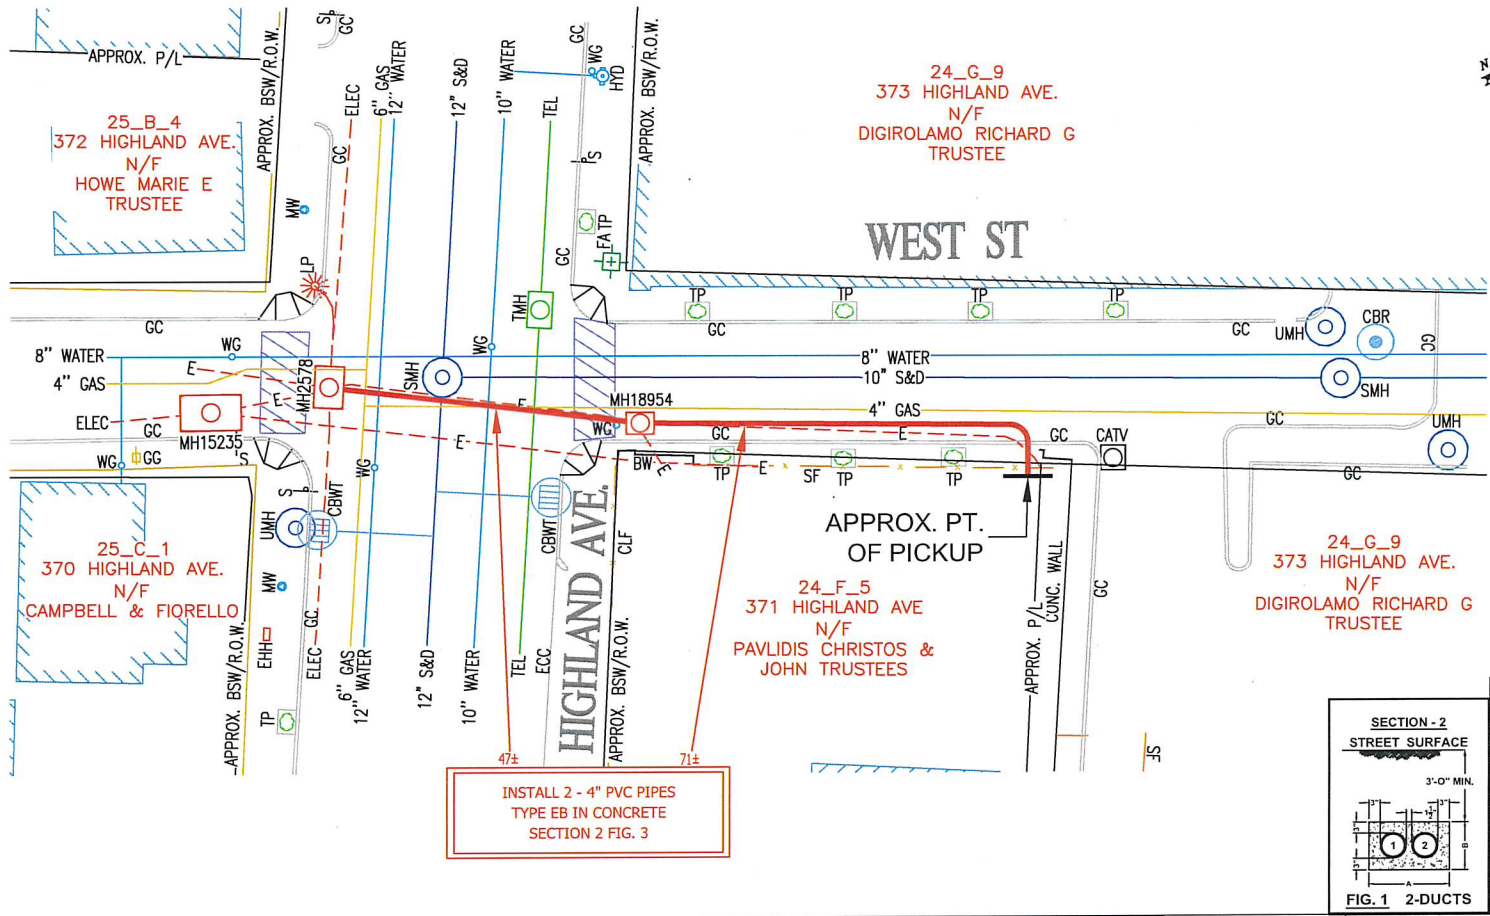 APPROX. P/L
APPROX. BSW/R.O.W.
S
GC
ELEC
6" GAS
12" WATER
12" S&D
10" WATER
TEL
GC
WG
HYD
APPROX. BSW/R.O.W.
25_B_4
372 HIGHLAND AVE.
N/F
HOWE MARIE E
TRUSTEE
24_G_9
373 HIGHLAND AVE.
N/F
DIGIROLAMO RICHARD G
TRUSTEE
N
GC
S
MW
LP
FA TP
GC
WEST ST
TP
TP
TP
TP
GC
TMH
GC
GC
UMH
CBR
GC
8" WATER
WG
WG
8" WATER
4" GAS
E
MH2578
SMH
10" S&D
SMH
E
E
MH18954
4" GAS
ELEC
GC
MH15235
E
WG
GC
E
GC
CATV
GC
UMH
WG
GG
S
WG
BW
E
TP
E
SF
TP
TP
GC
S
CBWT
UMH
CBWT
CLF
APPROX. PT.
OF PICKUP
25_C_1
370 HIGHLAND AVE.
N/F
CAMPBELL & FIORELLO
MW
GC
EHH
24_F_5
371 HIGHLAND AVE
N/F
PAVLIDIS CHRISTOS &
JOHN TRUSTEES
CONC. WALL
GC
24_G_9
373 HIGHLAND AVE.
N/F
DIGIROLAMO RICHARD G
TRUSTEE
APPROX. BSW/R.O.W.
TP
ELEC
6" GAS
12" WATER
12" S&D
10" WATER
TEL
ECC
HIGHLAND AVE.
APPROX. BSW/R.O.W.
APPROX. P/L
SF
47±
71±
INSTALL 2 - 4" PVC PIPES
TYPE EB IN CONCRETE
SECTION 2 FIG. 3
SECTION - 2
STREET SURFACE
3'-0" MIN.
3"
1½"
3"
3"
1
2
B
3"
A
FIG. 1 2-DUCTS